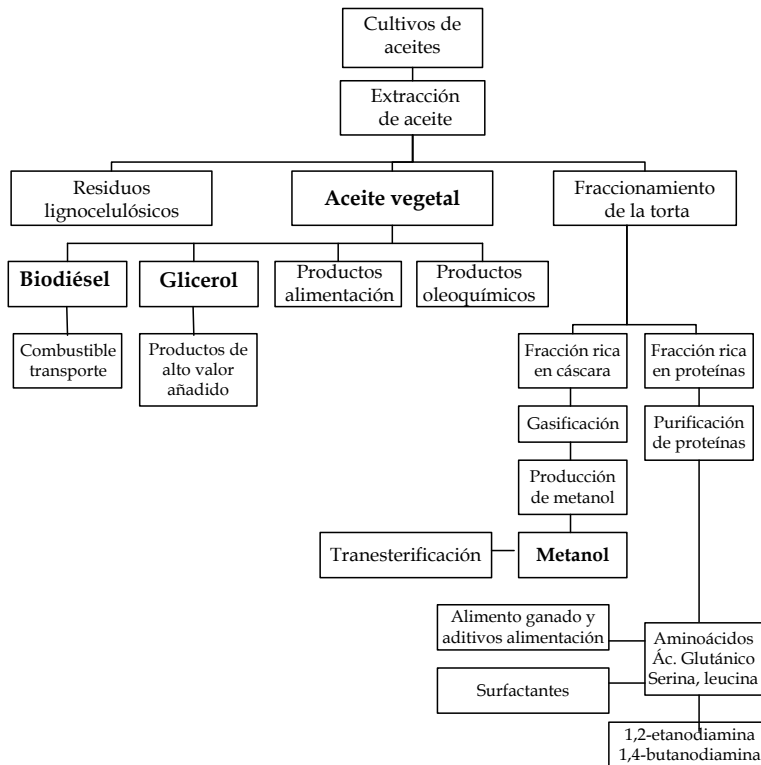 Cultivos de
aceites
Extracción
de aceite
Residuos
lignocelulósicos
Aceite vegetal
Fraccionamiento
de la torta
Biodiésel
Glicerol
Productos
alimentación
Productos
oleoquímicos
Combustible
transporte
Productos de
alto valor
añadido
Fracción rica
en cáscara
Fracción rica
en proteínas
Gasificación
Purificación
de proteínas
Producción
de metanol
Tranesterificación
Metanol
Alimento ganado y
aditivos alimentación
Aminoácidos
Ác. Glutánico
Serina, leucina
Surfactantes
1,2-etanodiamina
1,4-butanodiamina